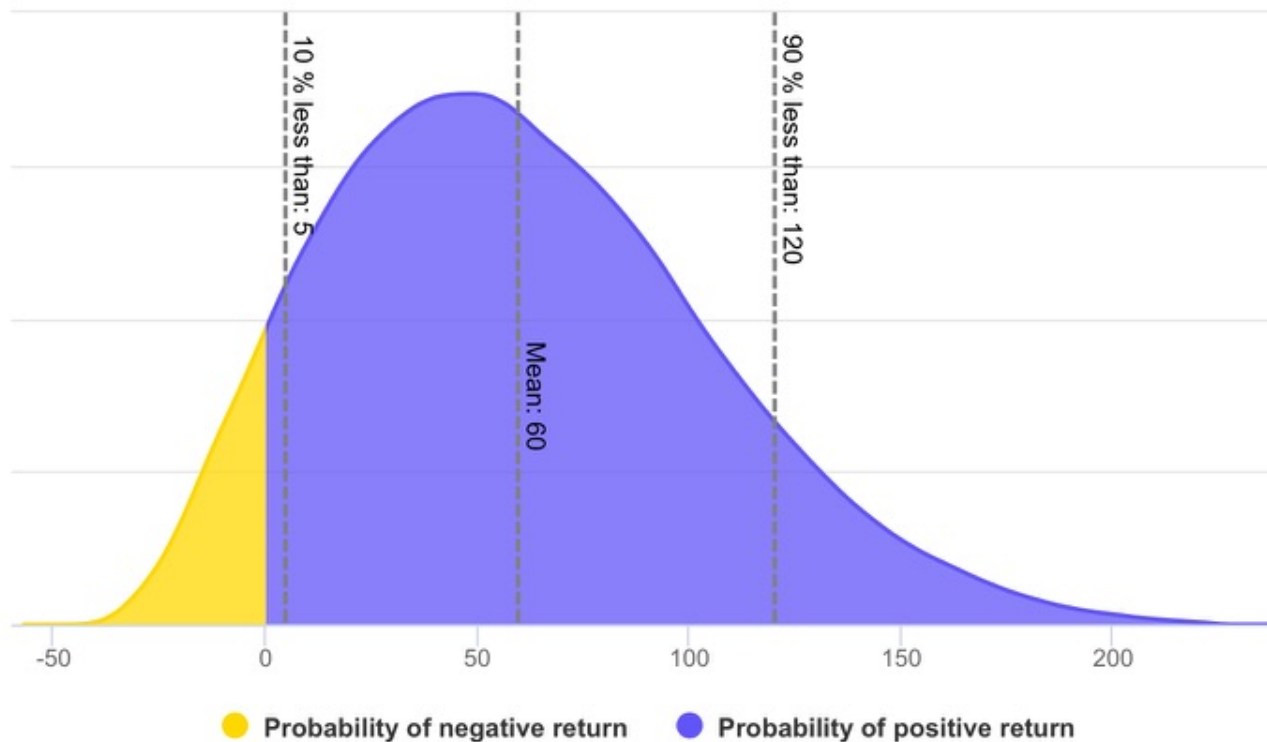 10 % less than: 5
Mean: 60
90 % less than: 120
-50 0 50 100 150 200
Probability of negative return Probability of positive return